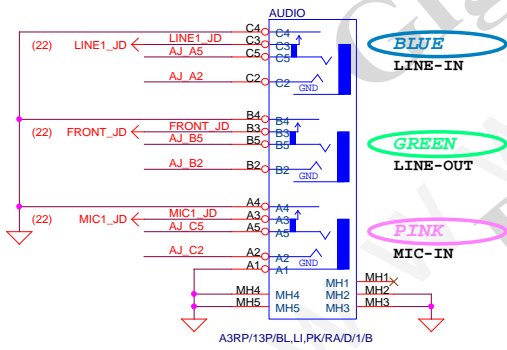 AUDIO
C4 C4
(22) LINE1_JD LINE1_JD C3 C3
AJ_A5 C5 C5
AJ_A2 C2 C2
GND
BLUE
LINE-IN
B4 B4
(22) FRONT_JD FRONT_JD B3 B3
AJ_B5 B5 B5
AJ_B2 B2 B2
GND
GREEN
LINE-OUT
A4 A4
(22) MIC1_JD MIC1_JD A3 A3
AJ_C5 A5 A5
AJ_C2 A2 A2
GND
A1 A1
PINK
MIC-IN
MH1 MH1
MH4 MH4 MH2 MH2
MH5 MH5 MH3 MH3
A3RP/13P/BL,LI,PK/RA/D/1/B